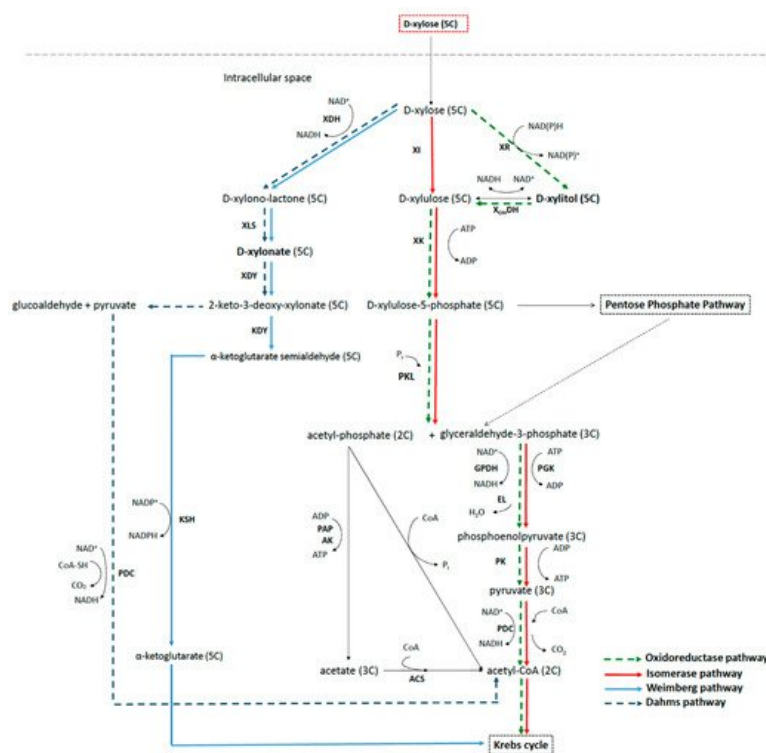 D-xylose (5C)
Intracellular space
D-xylose (5C)
NAD⁺
XDH
NADH
XI
NAD(P)H
XR
NAD(P)⁺
D-xylono-lactone (5C)
D-xylulose (5C)
NADH NAD⁺
D-xylitol (5C)
XLS
XK
ATP
ADP
D-xylonate (5C)
XDY
glucoaldehyde + pyruvate
2-keto-3-deoxy-xylonate (5C)
D-xylulose-5-phosphate (5C)
Pentose Phosphate Pathway
KDY
α-ketoglutarate semialdehyde (5C)
Pᵢ
PKL
acetyl-phosphate (2C) + glyceraldehyde-3-phosphate (3C)
NAD⁺
GPDH
NADH
ATP
PGK
ADP
EL
H₂O
NADP⁺
KSH
NADPH
ADP
PAP
AK
ATP
CoA
Pᵢ
phosphoenolpyruvate (3C)
PK
ADP
ATP
pyruvate (3C)
NAD⁺
CoA-SH
PDC
CO₂
NADH
NAD⁺
PDC
NADH
CoA
CO₂
α-ketoglutarate (5C)
acetate (3C)
CoA
ACS
acetyl-CoA (2C)
Krebs cycle
Oxidoreductase pathway
Isomerase pathway
Weimberg pathway
Dahms pathway